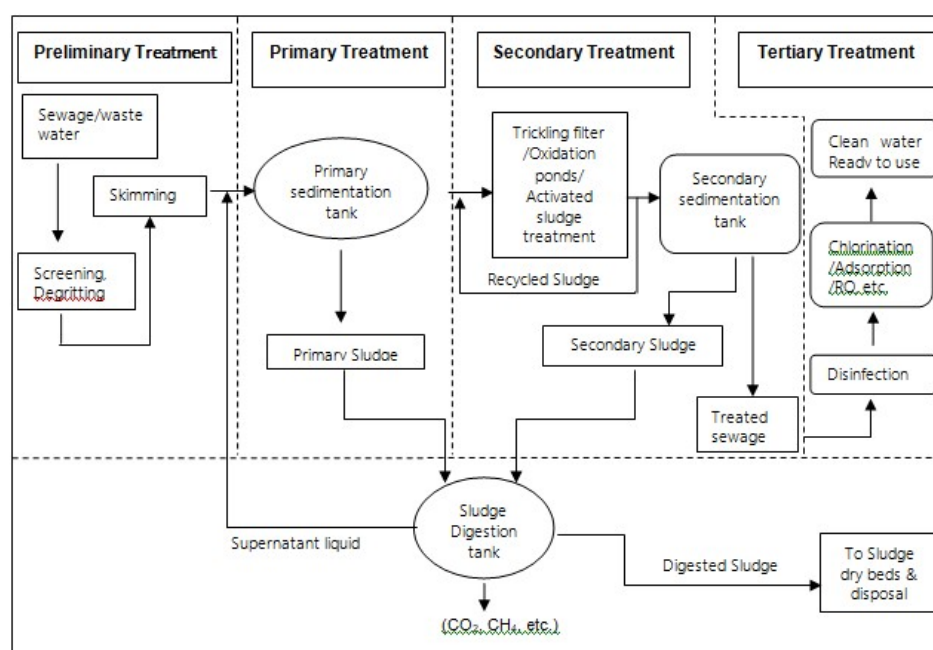 Preliminary Treatment
Primary Treatment
Secondary Treatment
Tertiary Treatment
Sewage/waste
water
Skimming
Screening,
Degritting
Primary
sedimentation
tank
Primary Sludge
Trickling filter
/Oxidation
ponds/
Activated
sludge
treatment
Recycled Sludge
Secondary
sedimentation
tank
Secondary Sludge
Treated
sewage
Clean water
Ready to use
Chlorination
/Adsorption
/RO, etc.
Disinfection
Sludge
Digestion
tank
Supernatant liquid
Digested Sludge
To Sludge
dry beds &
disposal
(CO₂, CH₄, etc.)